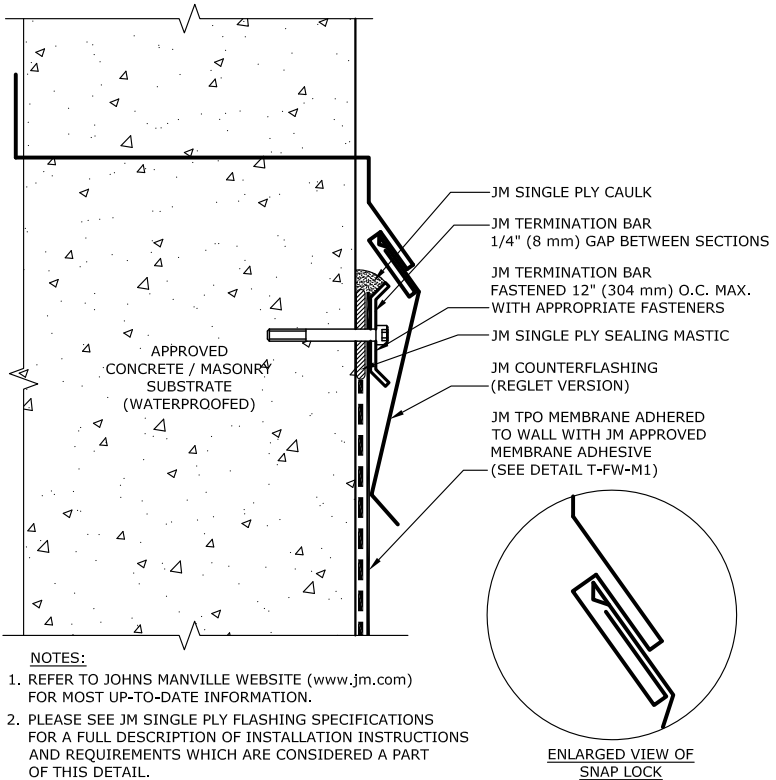 JM SINGLE PLY CAULK
JM TERMINATION BAR
1/4" (8 mm) GAP BETWEEN SECTIONS
JM TERMINATION BAR
FASTENED 12" (304 mm) O.C. MAX.
WITH APPROPRIATE FASTENERS
JM SINGLE PLY SEALING MASTIC
APPROVED
CONCRETE / MASONRY
SUBSTRATE
(WATERPROOFED)
JM COUNTERFLASHING
(REGLET VERSION)
JM TPO MEMBRANE ADHERED
TO WALL WITH JM APPROVED
MEMBRANE ADHESIVE
(SEE DETAIL T-FW-M1)
NOTES:
1. REFER TO JOHNS MANVILLE WEBSITE (www.jm.com)
FOR MOST UP-TO-DATE INFORMATION.
2. PLEASE SEE JM SINGLE PLY FLASHING SPECIFICATIONS
FOR A FULL DESCRIPTION OF INSTALLATION INSTRUCTIONS
AND REQUIREMENTS WHICH ARE CONSIDERED A PART
OF THIS DETAIL.
ENLARGED VIEW OF
SNAP LOCK